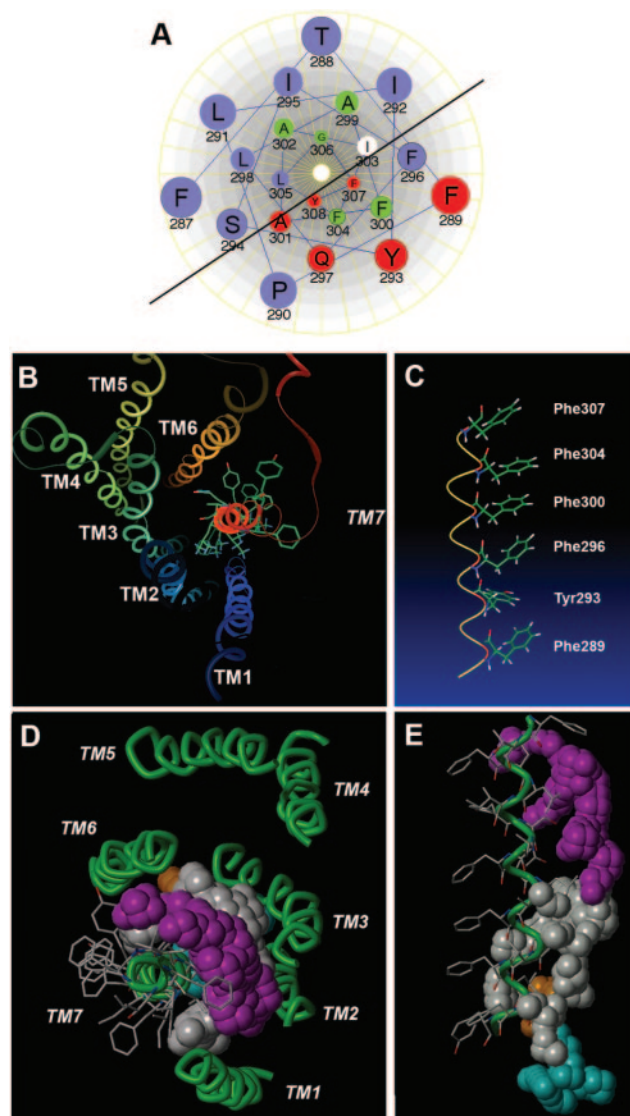 A
T
288
I
295
I
292
L
291
A
299
A
302
G
306
I
303
L
298
F
296
L
305
F
307
F
287
F
289
Y
308
F
300
S
294
A
301
F
304
Q
297
Y
293
P
290
B
TM5
TM6
TM4
TM7
TM3
TM2
TM1
C
Phe307
Phe304
Phe300
Phe296
Tyr293
Phe289
D
TM5
TM4
TM6
TM3
TM7
TM2
TM1
E